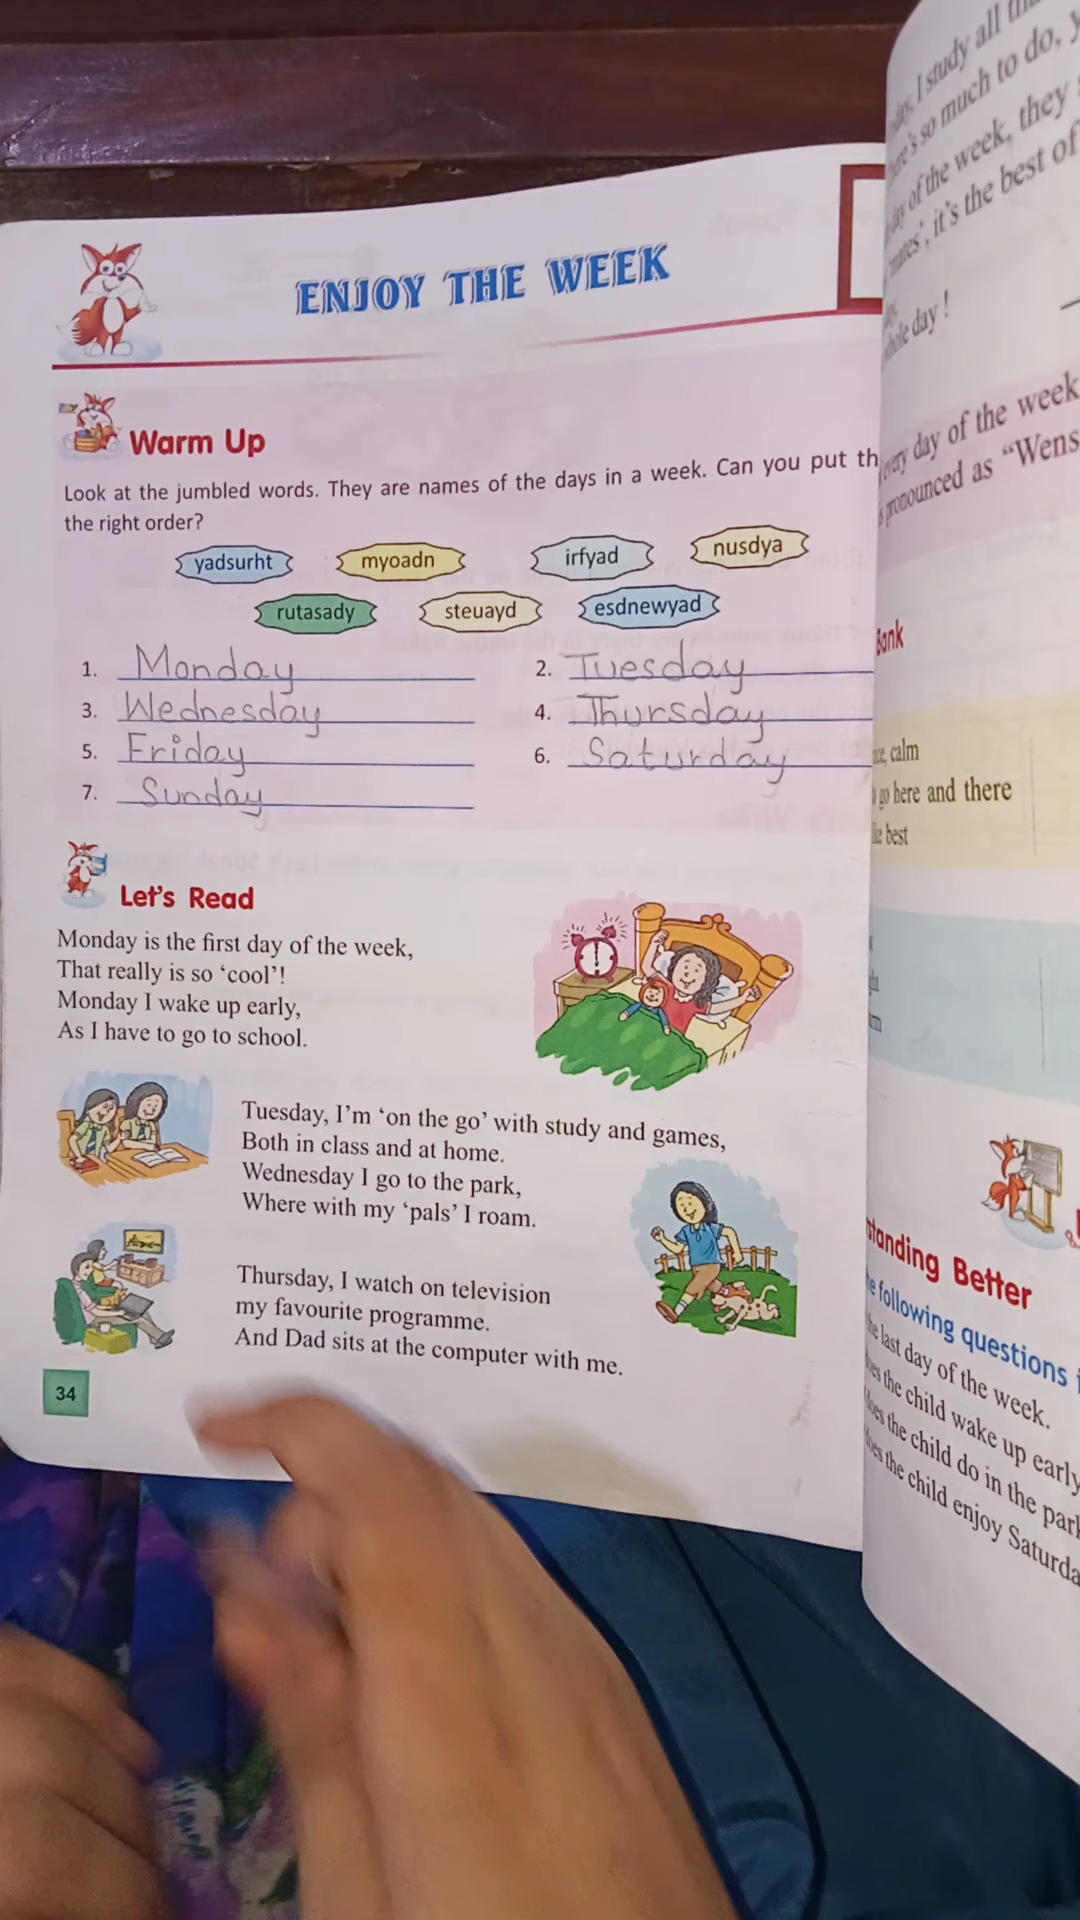 ENJOY THE WEEK
Warm Up
Look at the jumbled words. They are names of the days in a week. Can you put
the right order?
yadsurht myoadn irfyad nusdya
rutasady steuayd esdnewyad
1. Monday 2. Tuesday
3. Wednesday 4. Thursday
5. Friday 6. Saturday
7. Sunday
Let's Read
Monday is the first day of the week,
That really is so ‘cool’!
Monday I wake up early,
As I have to go to school.
Tuesday, I’m ‘on the go’ with study and games,
Both in class and at home.
Wednesday I go to the park,
Where with my ‘pals’ I roam.
Thursday, I watch on television
my favourite programme.
And Dad sits at the computer with me.
34
I study all
so much to do,
of the week, they
it’s the best of
day !
day of the week
pronounced as “Wens
Bank
calm
go here and there
best
Better
following questions
last day of the week.
the child wake up early
the child do in the
the child enjoy